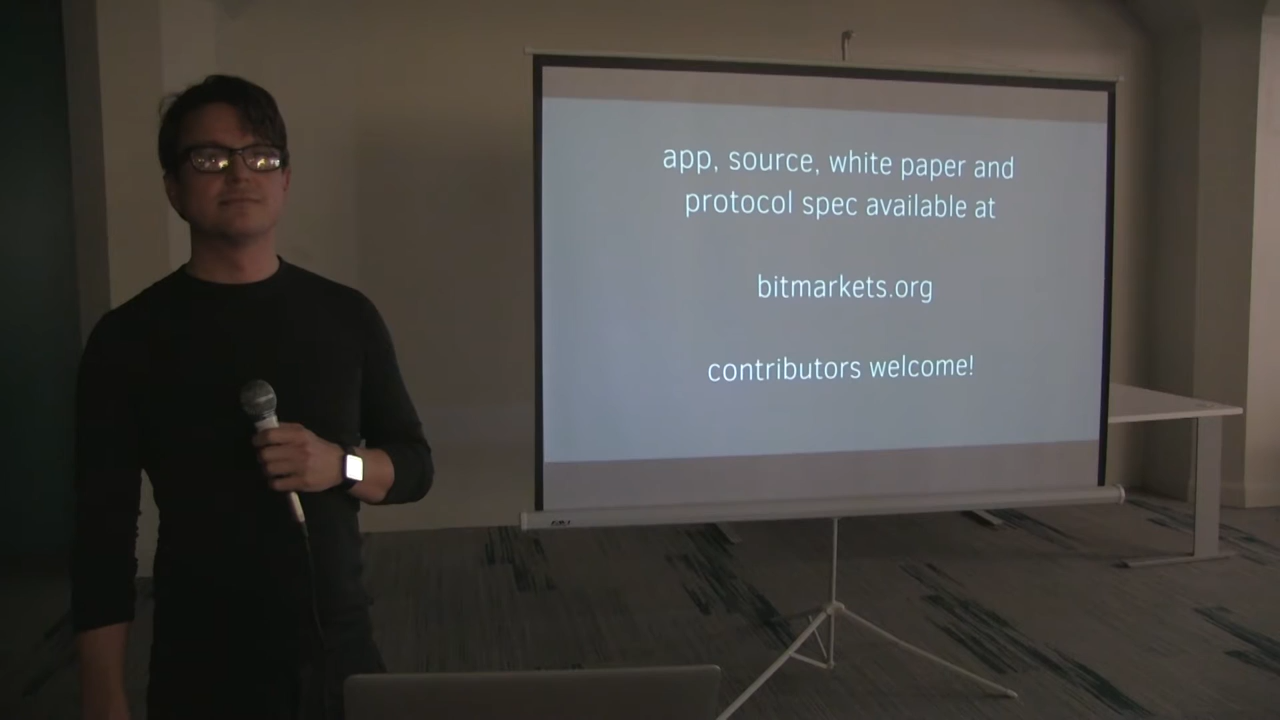 app, source, white paper and
protocol spec available at
bitmarkets.org
contributors welcome!